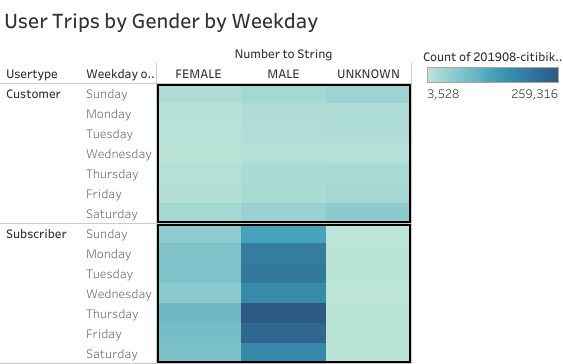 User Trips by Gender by Weekday
Number to String
Usertype Weekday o.. FEMALE MALE UNKNOWN
Customer Sunday
Monday
Tuesday
Wednesday
Thursday
Friday
Saturday
Subscriber Sunday
Monday
Tuesday
Wednesday
Thursday
Friday
Saturday
Count of 201908-citibik..
3,528 259,316